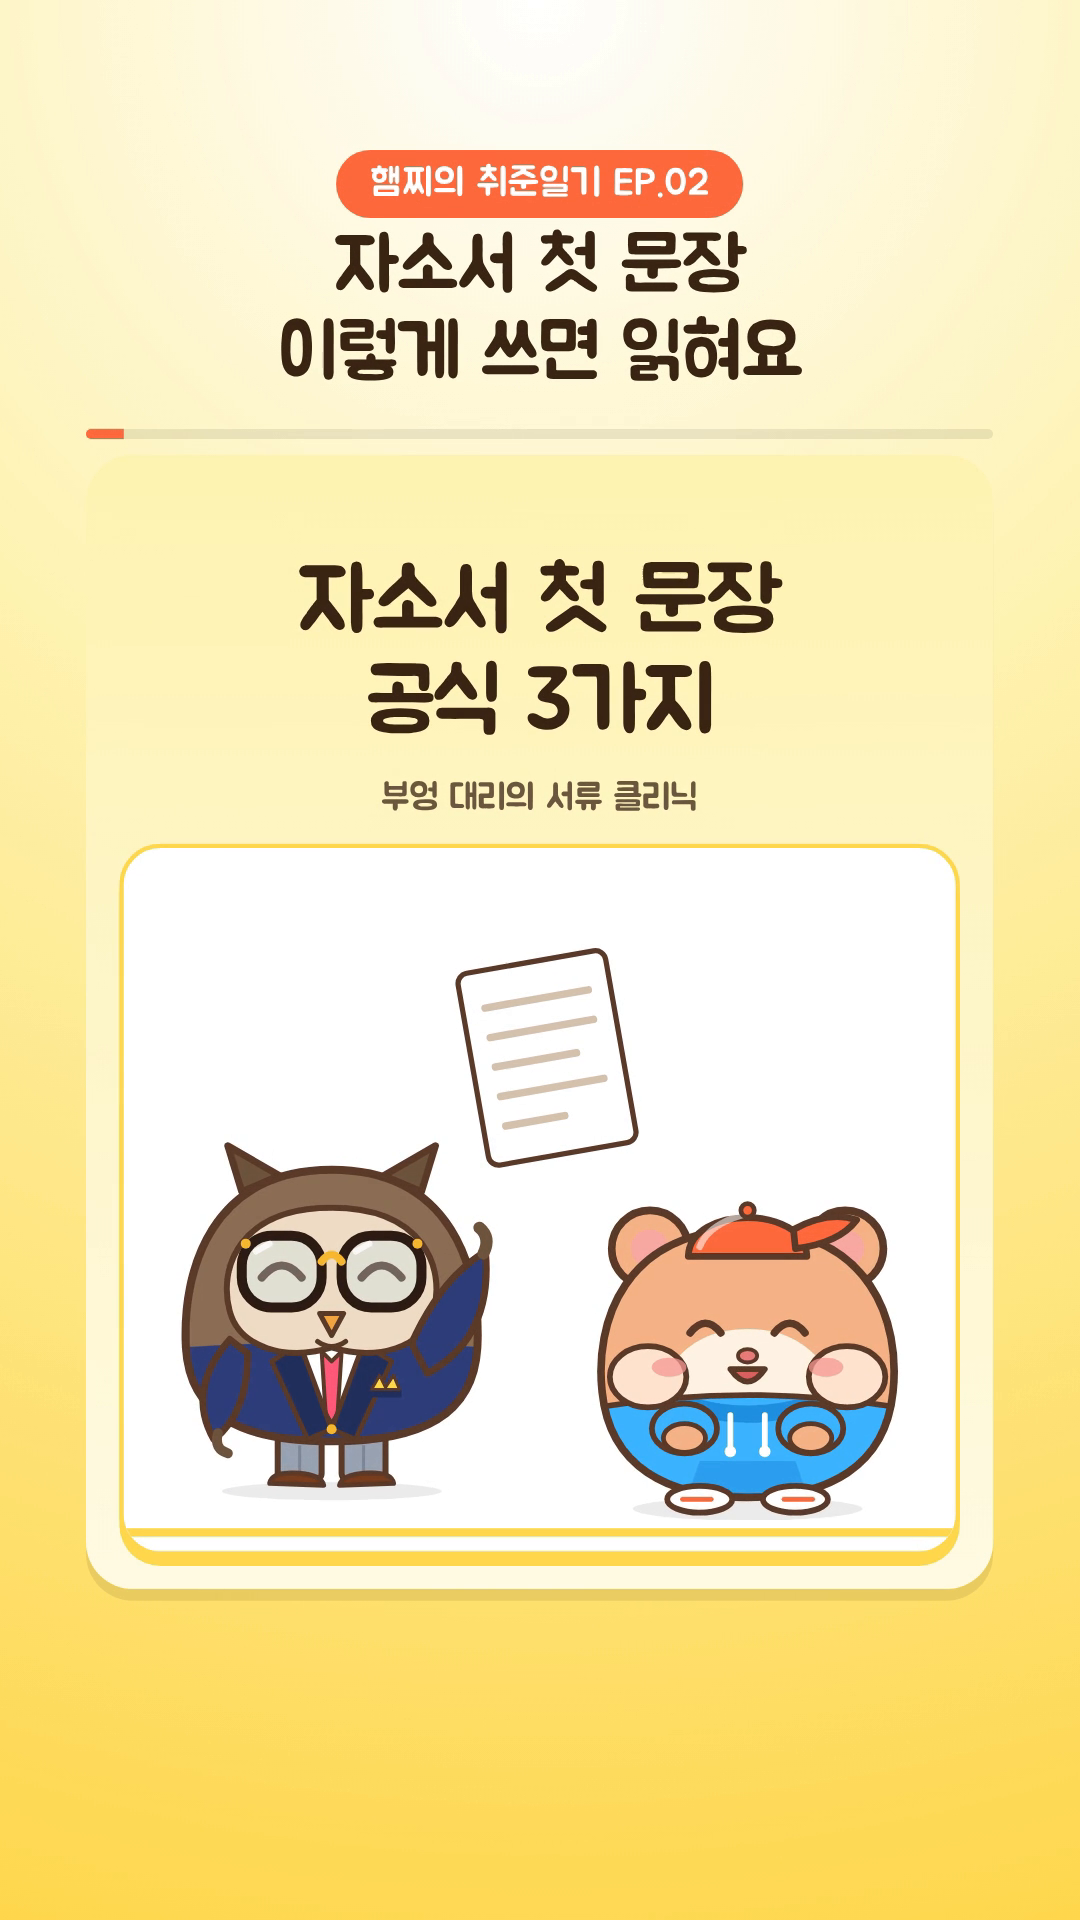 햄찌의 취준일기 EP.02
자소서 첫 문장
이렇게 쓰면 읽혀요
자소서 첫 문장
공식 3가지
부엉 대리의 서류 클리닉